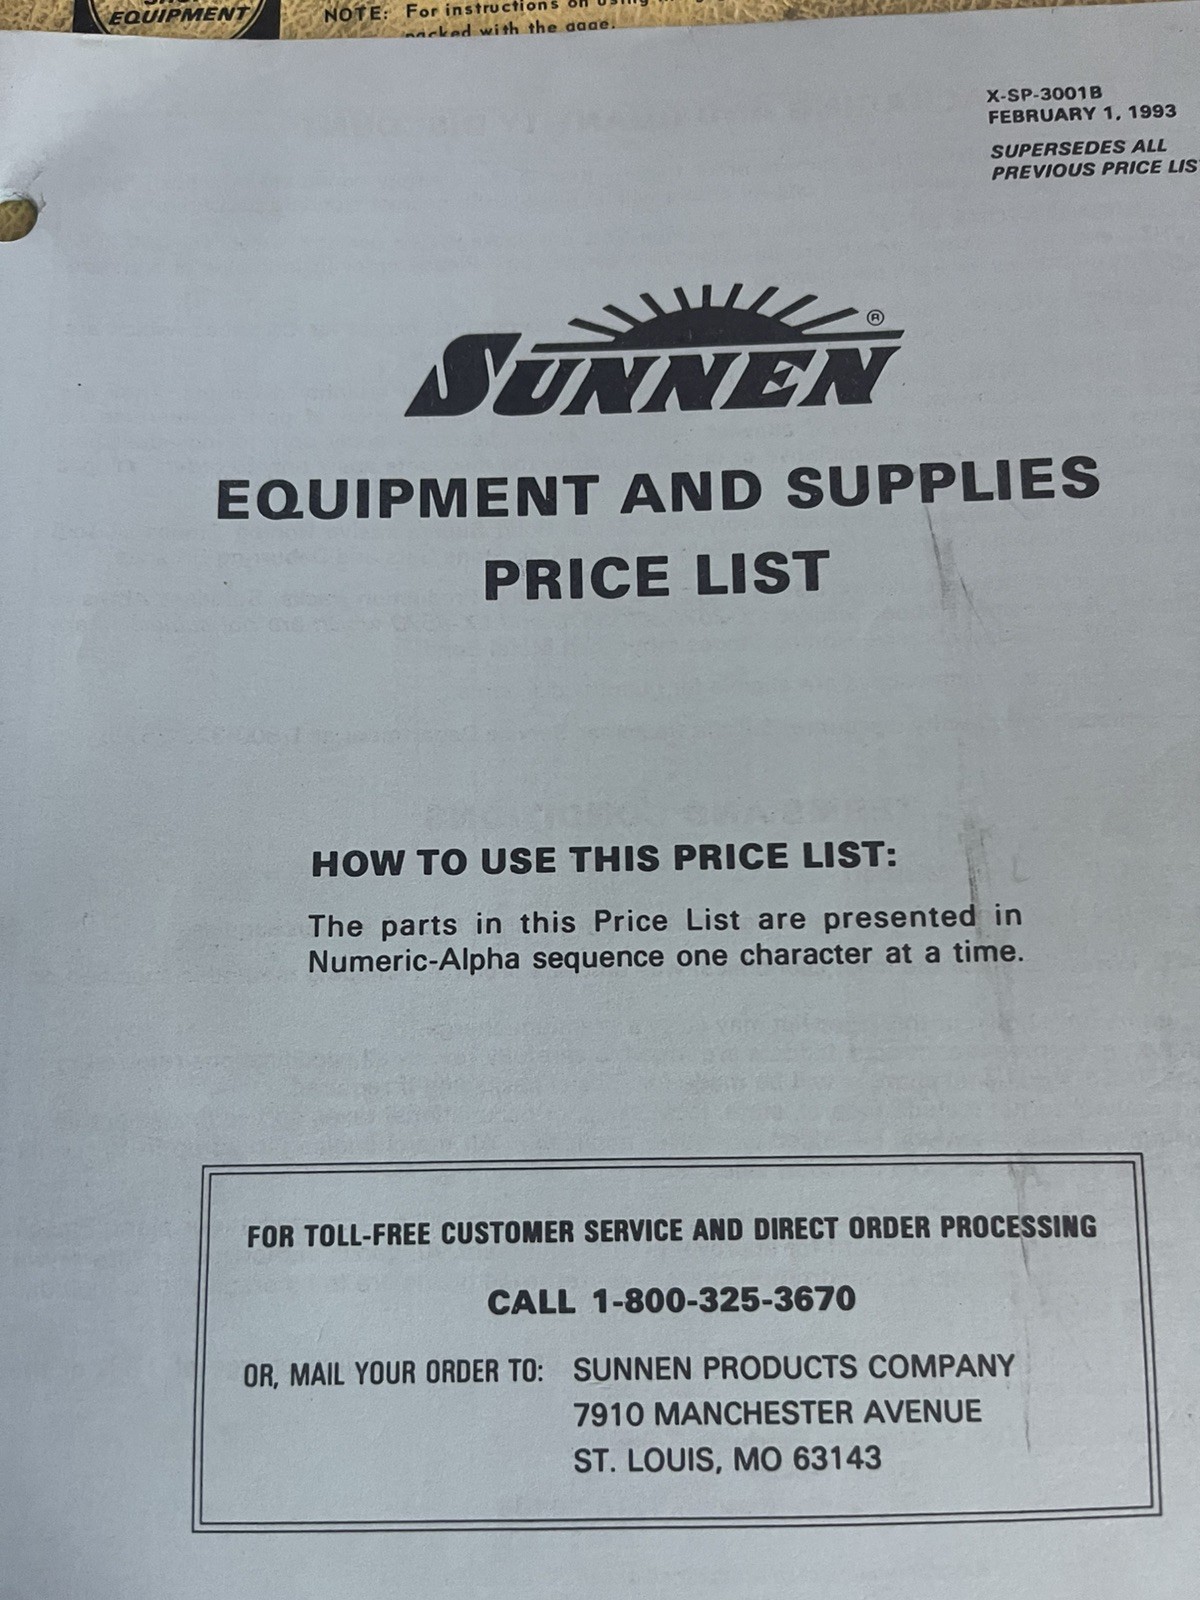 EQUIPMENT
NOTE: For instructions on
packed with the gage.
X-SP-3001B
FEBRUARY 1, 1993
SUPERSEDES ALL
PREVIOUS PRICE LIS
SUNNEN®
EQUIPMENT AND SUPPLIES
PRICE LIST
HOW TO USE THIS PRICE LIST:
The parts in this Price List are presented in
Numeric-Alpha sequence one character at a time.
FOR TOLL-FREE CUSTOMER SERVICE AND DIRECT ORDER PROCESSING
CALL 1-800-325-3670
OR, MAIL YOUR ORDER TO: SUNNEN PRODUCTS COMPANY
7910 MANCHESTER AVENUE
ST. LOUIS, MO 63143